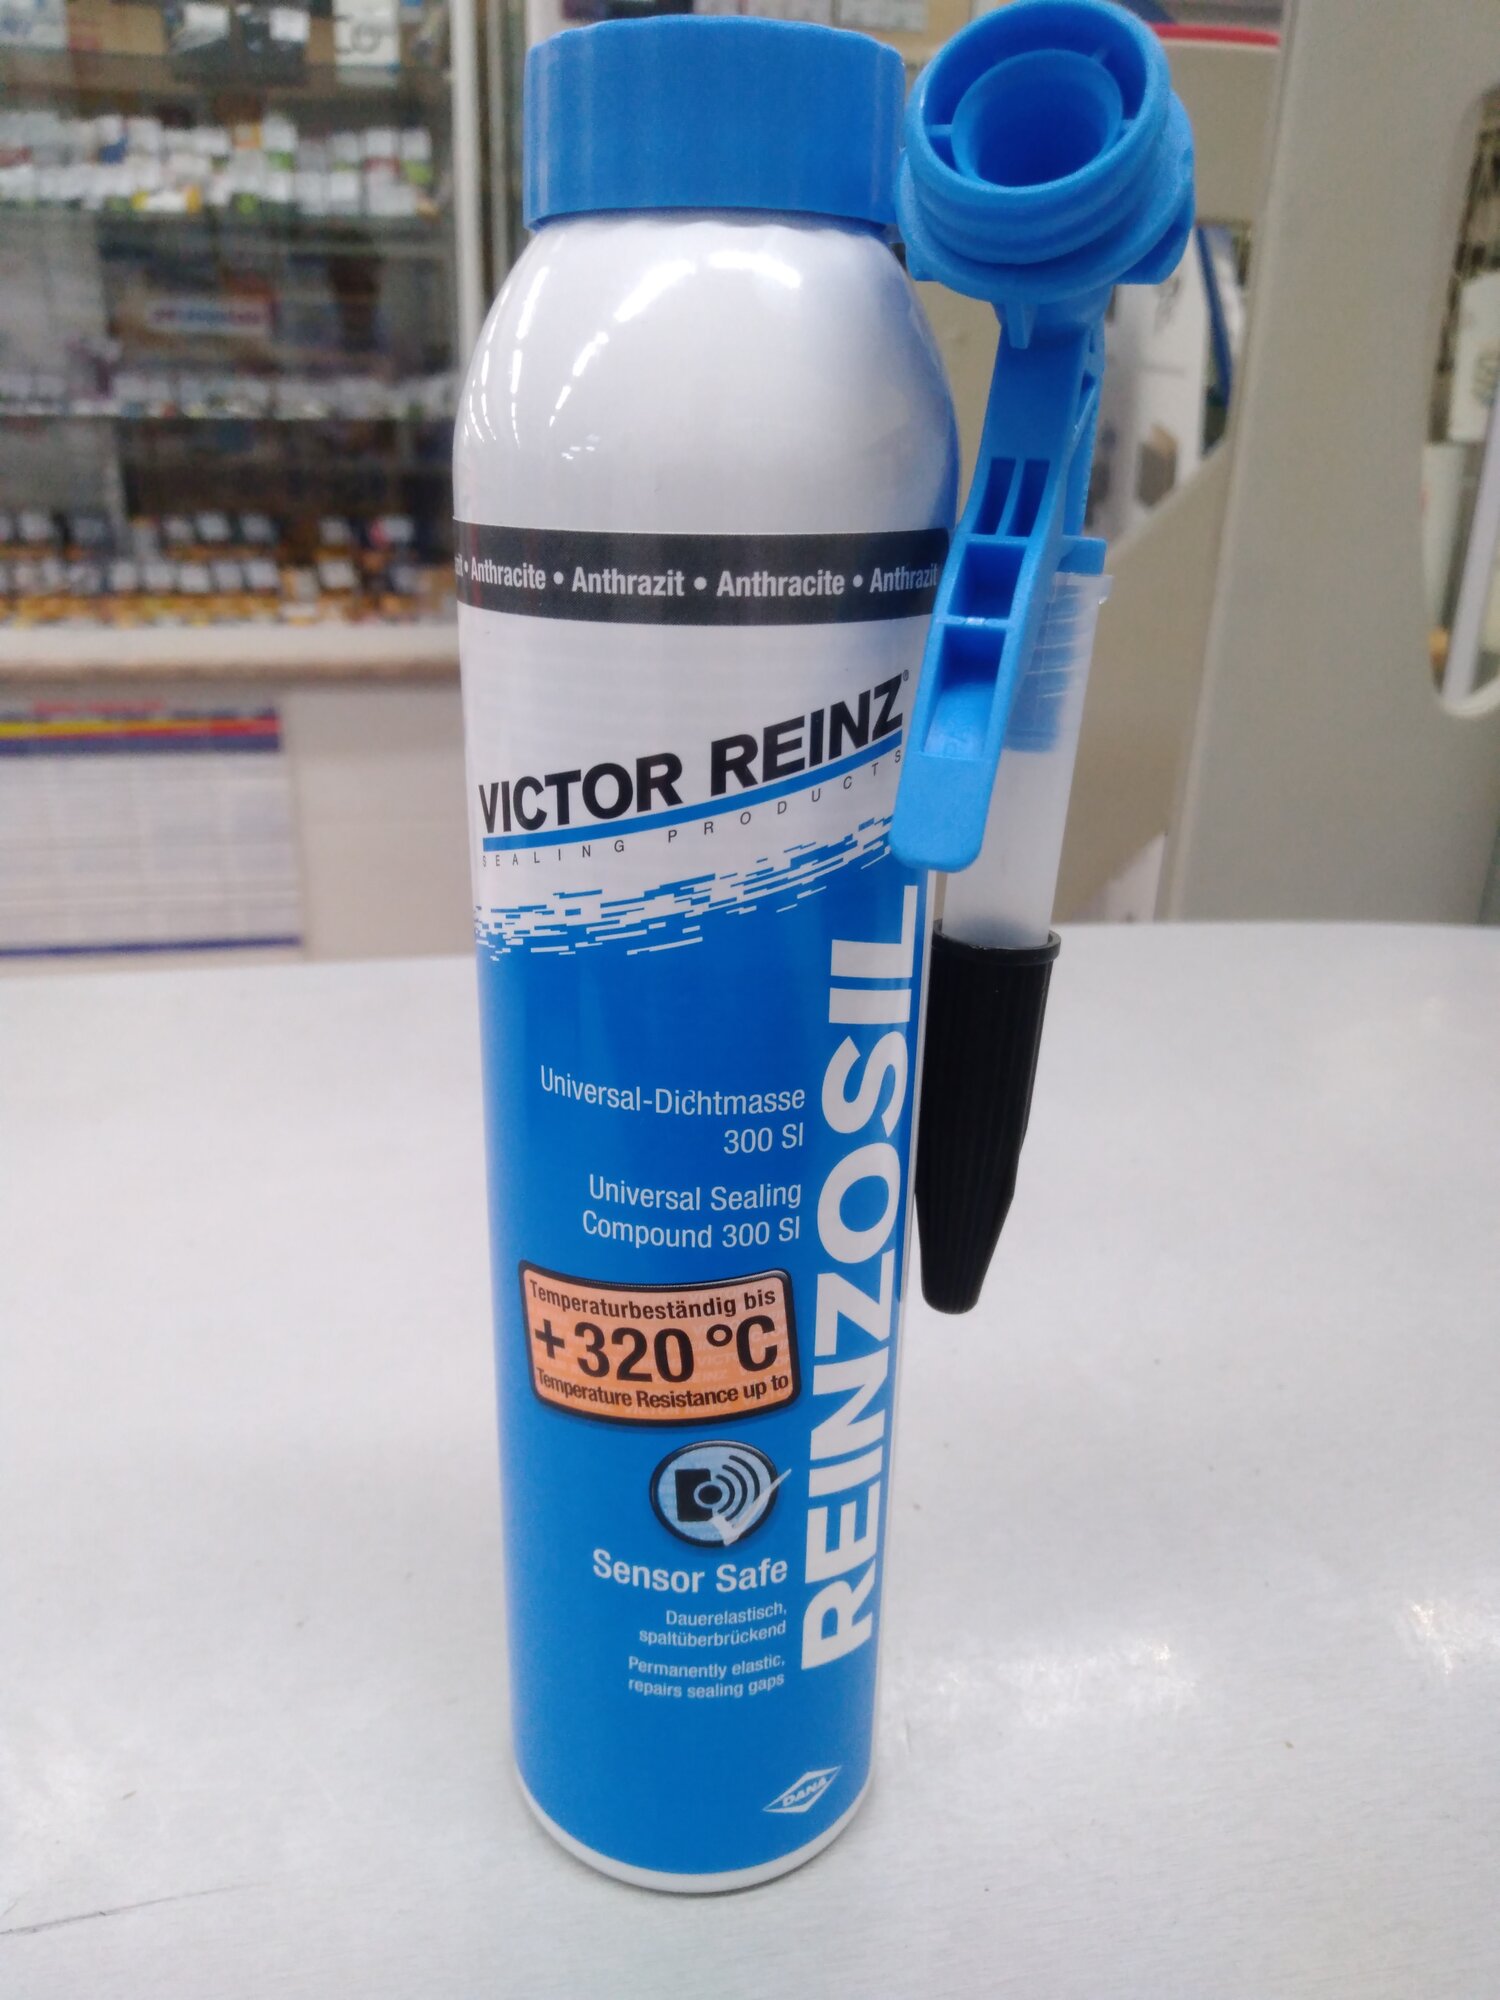 • Anthracite • Anthrazit • Anthracite • Anthrazit
VICTOR REINZ®
SEALING PRODUCTS
REINZOSIL
Universal-Dichtmasse
300 SI
Universal Sealing
Compound 300 SI
Temperaturbeständig bis
+320 °C
Temperature Resistance up to
Sensor Safe
Dauerelastisch,
spaltüberbrückend
Permanently elastic,
repairs sealing gaps
DANA